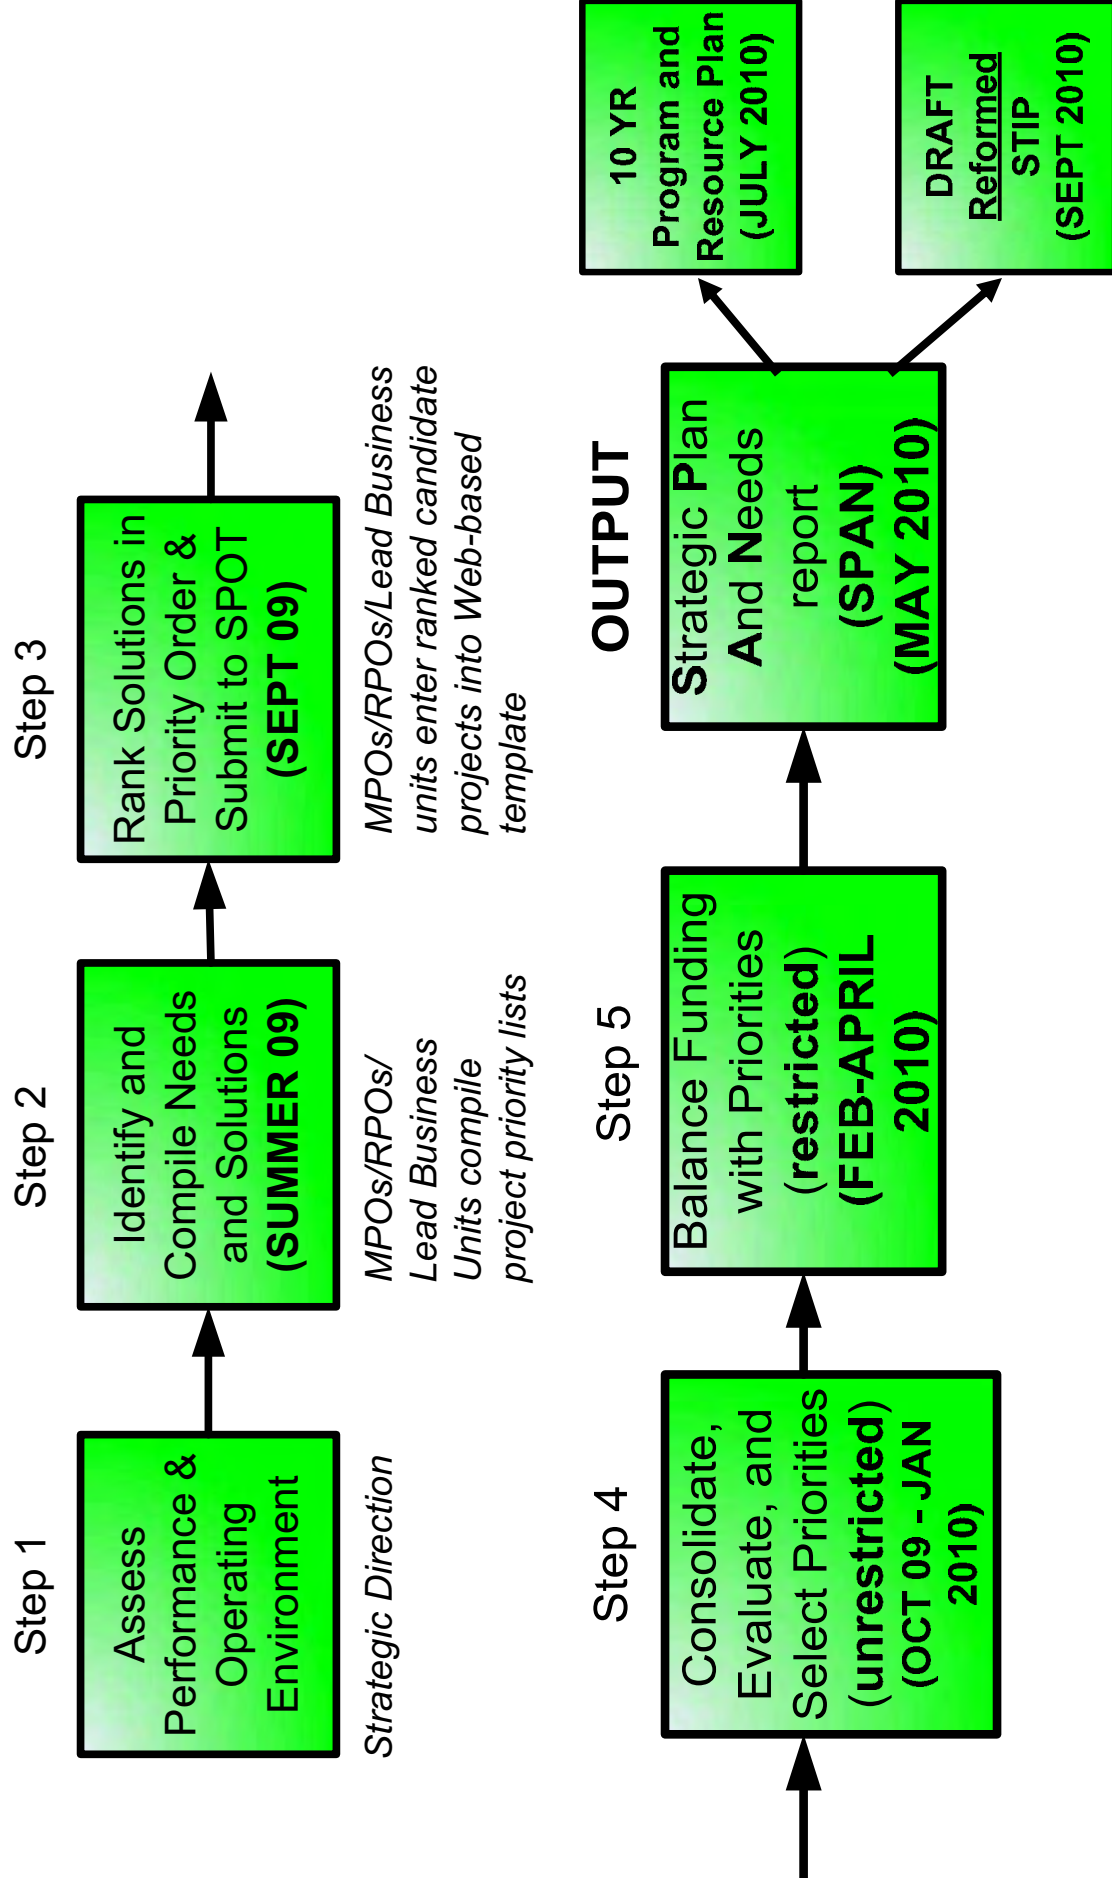 Step 1
Assess
Performance &
Operating
Environment
Strategic Direction
Step 2
Identify and
Compile Needs
and Solutions
(SUMMER 09)
MPOs/RPOs/
Lead Business
Units compile
project priority lists
Step 3
Rank Solutions in
Priority Order &
Submit to SPOT
(SEPT 09)
MPOs/RPOs/Lead Business
units enter ranked candidate
projects into Web-based
template
Step 4
Consolidate,
Evaluate, and
Select Priorities
(unrestricted)
(OCT 09 - JAN
2010)
Step 5
Balance Funding
with Priorities
(restricted)
(FEB-APRIL
2010)
OUTPUT
Strategic Plan
And Needs
report
(SPAN)
(MAY 2010)
10 YR
Program and
Resource Plan
(JULY 2010)
DRAFT
Reformed
STIP
(SEPT 2010)